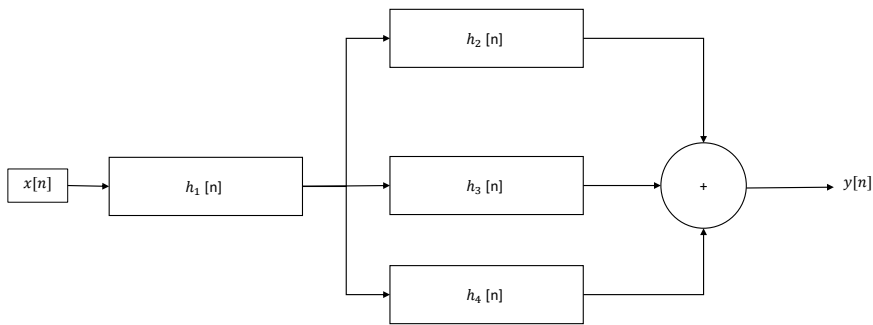 h₂ [n]
x[n]
h₁ [n]
h₃ [n]
+
y[n]
h₄ [n]